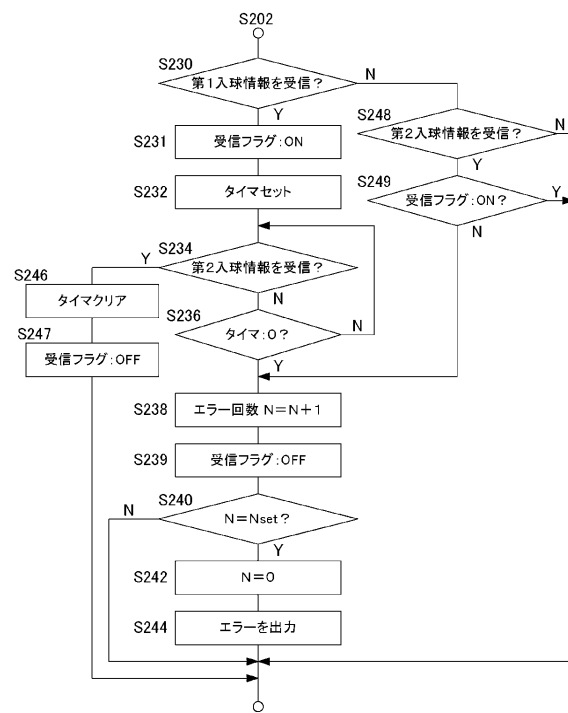 S202
S230
第1入球情報を受信?
N
Y
S248
第2入球情報を受信?
N
S231
受信フラグ:ON
Y
S249
受信フラグ:ON?
Y
S232
タイマセット
N
S234
Y
第2入球情報を受信?
N
S246
タイマクリア
S236
タイマ:0?
N
Y
S247
受信フラグ:OFF
S238
エラー回数 N=N+1
S239
受信フラグ:OFF
S240
N
N=Nset?
Y
S242
N=0
S244
エラーを出力